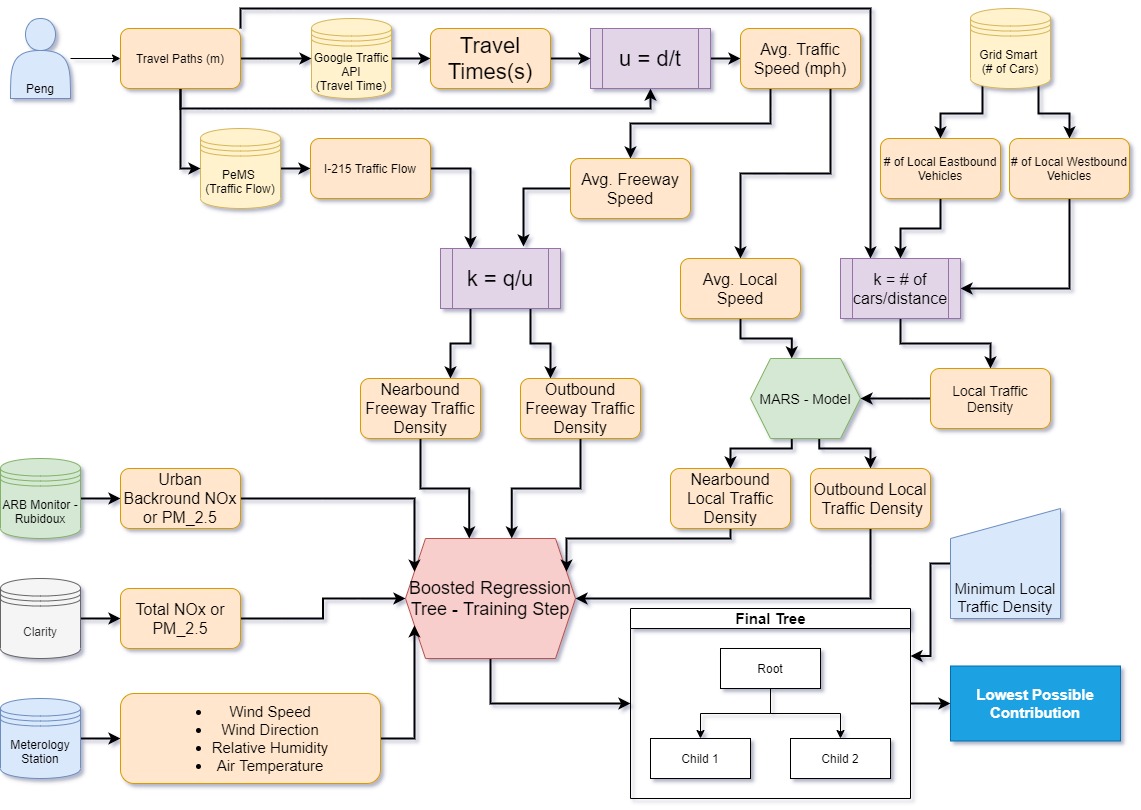 Peng
Travel Paths (m)
Google Traffic
API
(Travel Time)
Travel
Times(s)
u = d/t
Avg. Traffic
Speed (mph)
Grid Smart
(# of Cars)
PeMS
(Traffic Flow)
I-215 Traffic Flow
Avg. Freeway
Speed
# of Local Eastbound
Vehicles
# of Local Westbound
Vehicles
k = q/u
Avg. Local
Speed
k = # of
cars/distance
Nearbound
Freeway Traffic
Density
Outbound
Freeway Traffic
Density
MARS - Model
Local Traffic
Density
ARB Monitor -
Rubidoux
Urban
Backround NOx
or PM_2.5
Nearbound
Local Traffic
Density
Outbound Local
Traffic Density
Clarity
Total NOx or
PM_2.5
Boosted Regression
Tree - Training Step
Minimum Local
Traffic Density
Final Tree
Root
Child 1
Child 2
Lowest Possible
Contribution
Meterology
Station
• Wind Speed
• Wind Direction
• Relative Humidity
• Air Temperature